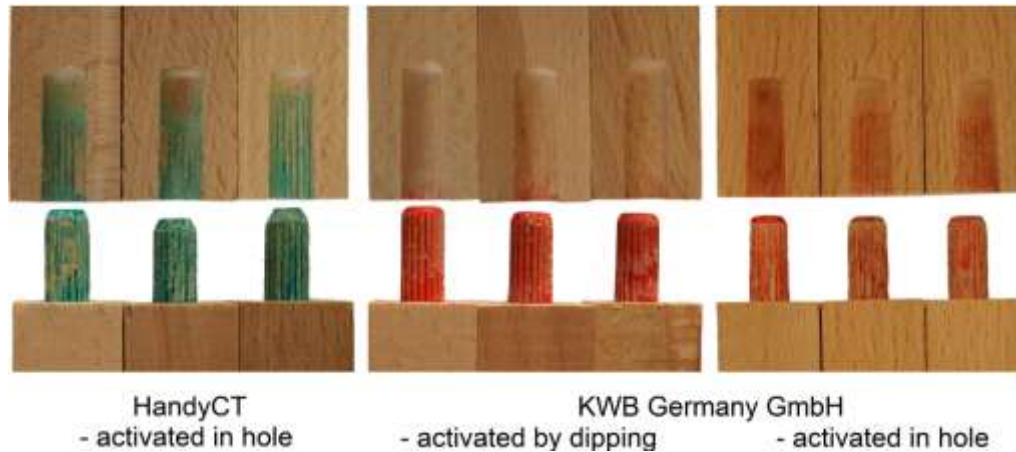 HandyCT
KWB Germany GmbH
- activated in hole
- activated by dipping
- activated in hole